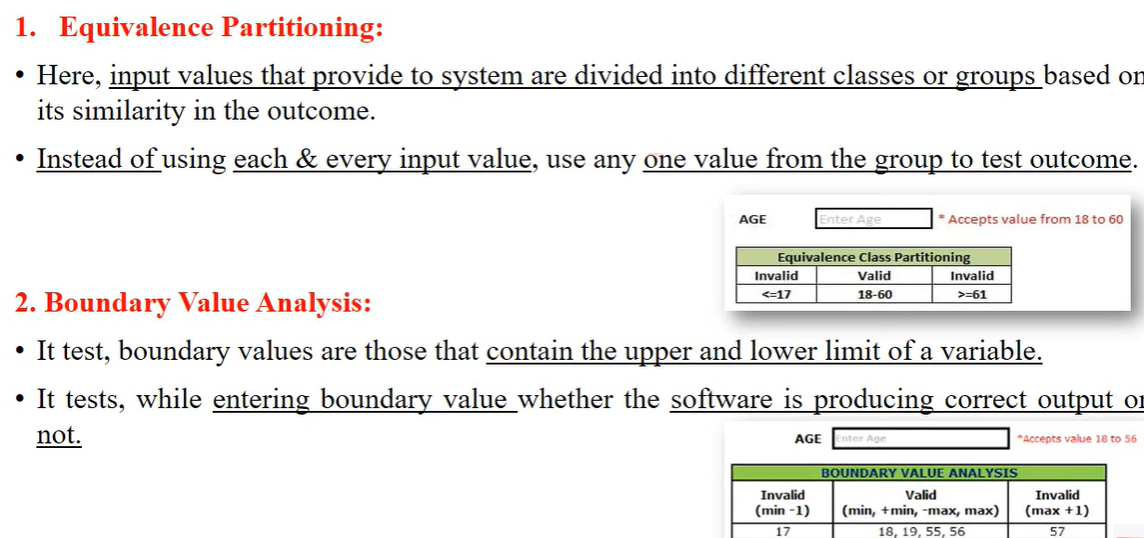 1. Equivalence Partitioning:
• Here, input values that provide to system are divided into different classes or groups based on
its similarity in the outcome.
• Instead of using each & every input value, use any one value from the group to test outcome.
AGE Enter Age * Accepts value from 18 to 60
Equivalence Class Partitioning
Invalid Valid Invalid
<=17 18-60 >=61
2. Boundary Value Analysis:
• It test, boundary values are those that contain the upper and lower limit of a variable.
• It tests, while entering boundary value whether the software is producing correct output or
not.
AGE Enter Age *Accepts value 18 to 56
BOUNDARY VALUE ANALYSIS
Invalid Valid Invalid
(min -1) (min, +min, -max, max) (max +1)
17 18, 19, 55, 56 57